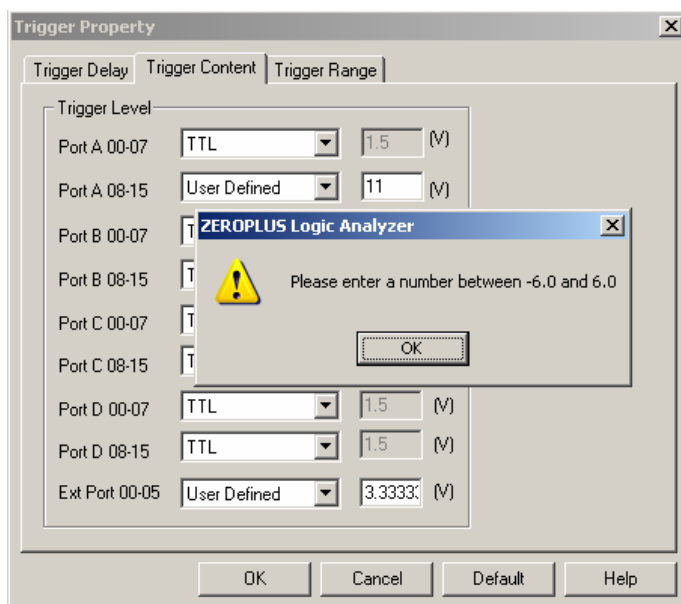 Trigger Property
Trigger Delay Trigger Content Trigger Range
Trigger Level
Port A 00-07 TTL 1.5 (V)
Port A 08-15 User Defined 11 (V)
Port B 00-07 T
Port B 08-15 T
Port C 00-07 T
Port C 08-15 T
ZEROPLUS Logic Analyzer
Please enter a number between -6.0 and 6.0
OK
Port D 00-07 TTL 1.5 (V)
Port D 08-15 TTL 1.5 (V)
Ext Port 00-05 User Defined 3.3333 (V)
OK Cancel Default Help